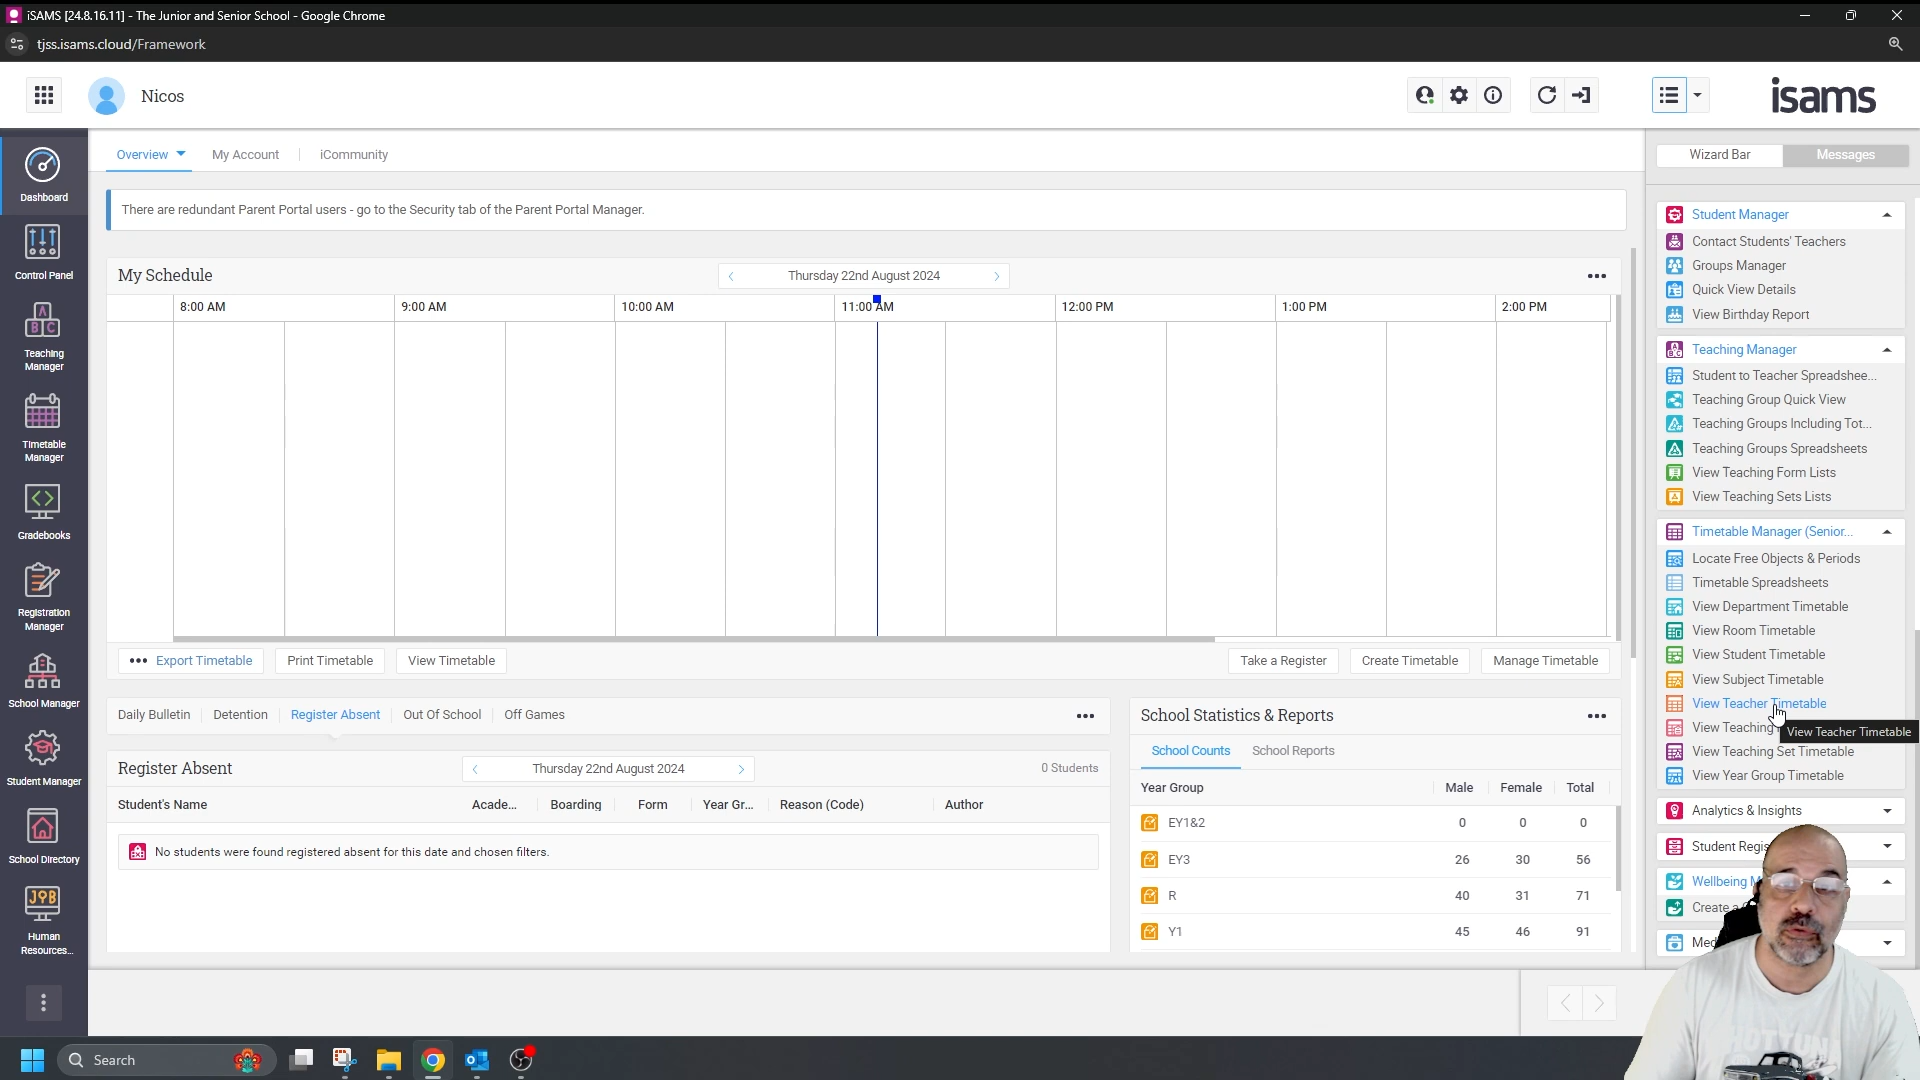 iSAMS [24.8.16.11] - The Junior and Senior School - Google Chrome
tjss.isams.cloud/Framework
Nicos
isams
Overview
My Account
iCommunity
Wizard Bar
Messages
Dashboard
Control Panel
Teaching
Manager
Timetable
Manager
Gradebooks
Registration
Manager
School Manager
Student Manager
School Directory
JOB
Human
Resources...
There are redundant Parent Portal users - go to the Security tab of the Parent Portal Manager.
My Schedule
Thursday 22nd August 2024
8:00 AM
9:00 AM
10:00 AM
11:00 AM
12:00 PM
1:00 PM
2:00 PM
Export Timetable
Print Timetable
View Timetable
Take a Register
Create Timetable
Manage Timetable
Daily Bulletin
Detention
Register Absent
Out Of School
Off Games
Register Absent
Thursday 22nd August 2024
0 Students
Student's Name
Acade...
Boarding
Form
Year Gr...
Reason (Code)
Author
No students were found registered absent for this date and chosen filters.
School Statistics & Reports
School Counts
School Reports
Year Group Male Female Total
EY1&2 0 0 0
EY3 26 30 56
R 40 31 71
Y1 45 46 91
Student Manager
Contact Students' Teachers
Groups Manager
Quick View Details
View Birthday Report
Teaching Manager
Student to Teacher Spreadshee...
Teaching Group Quick View
Teaching Groups Including Tot...
Teaching Groups Spreadsheets
View Teaching Form Lists
View Teaching Sets Lists
Timetable Manager (Senior...
Locate Free Objects & Periods
Timetable Spreadsheets
View Department Timetable
View Room Timetable
View Student Timetable
View Subject Timetable
View Teacher Timetable
View Teaching
View Teacher Timetable
View Teaching Set Timetable
View Year Group Timetable
Analytics & Insights
Student Regis
Wellbeing M
Create a
Med
Search